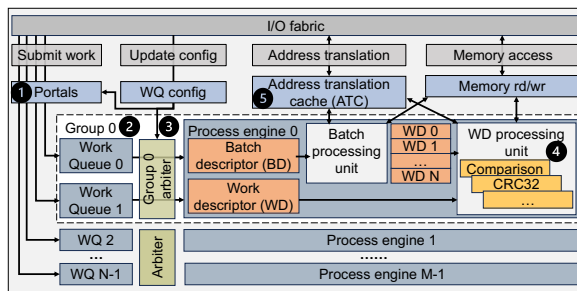 I/O fabric
Submit work
Update config
Address translation
Memory access
1 Portals
WQ config
5 Address translation
cache (ATC)
Memory rd/wr
Group 0 2
3
Process engine 0
Work
Queue 0
Group 0
arbiter
Batch
descriptor (BD)
Batch
processing
unit
WD 0
WD 1
...
WD N
WD processing
unit
4
Comparison
CRC32
...
Work
Queue 1
Work
descriptor (WD)
WQ 2
...
WQ N-1
Arbiter
Process engine 1
......
Process engine M-1